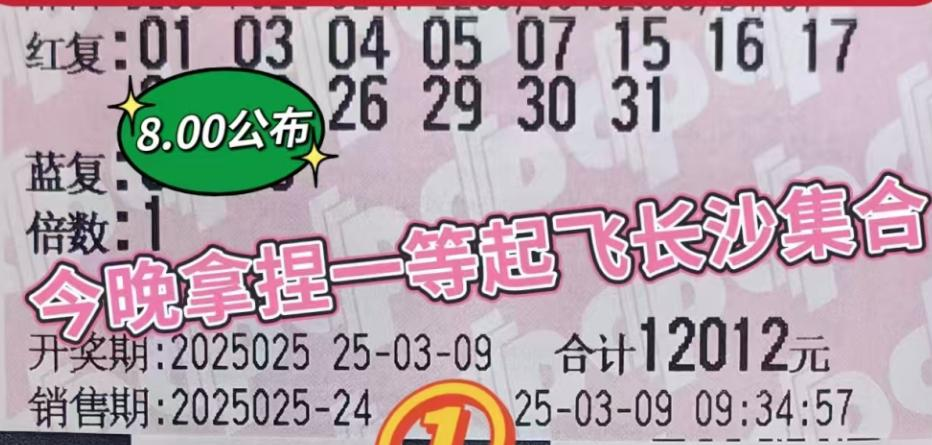 红复:01 03 04 05 07 15 16 17
26 29 30 31
8.00公布
蓝复:
倍数:1
今晚拿捏一等起飞长沙集合
开奖期:2025025 25-03-09 合计12012元
销售期:2025025-24 25-03-09 09:34:57
1